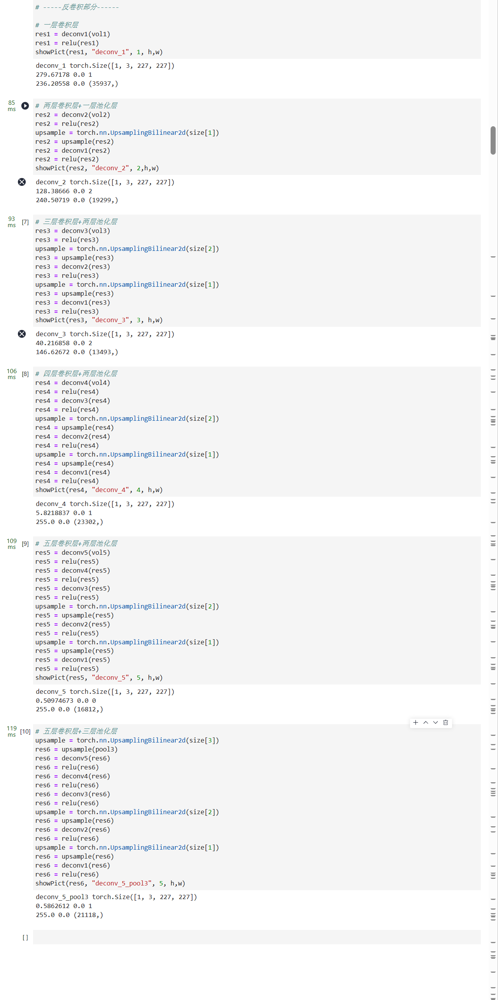 # -----反卷积部分------
# 一层卷积层
res1 = deconv1(vol1)
res1 = relu(res1)
showPict(res1, "deconv_1", 1, h,w)
deconv_1 torch.Size([1, 3, 227, 227])
279.67178 0.0 1
236.20558 0.0 (35937,)
85
ms
# 两层卷积层+一层池化层
res2 = deconv2(vol2)
res2 = relu(res2)
upsample = torch.nn.UpsamplingBilinear2d(size[1])
res2 = upsample(res2)
res2 = deconv1(res2)
res2 = relu(res2)
showPict(res2, "deconv_2", 2,h,w)
deconv_2 torch.Size([1, 3, 227, 227])
128.38666 0.0 2
240.50719 0.0 (19299,)
93
ms
[7]
# 三层卷积层+两层池化层
res3 = deconv3(vol3)
res3 = relu(res3)
upsample = torch.nn.UpsamplingBilinear2d(size[2])
res3 = upsample(res3)
res3 = deconv2(res3)
res3 = relu(res3)
upsample = torch.nn.UpsamplingBilinear2d(size[1])
res3 = upsample(res3)
res3 = deconv1(res3)
res3 = relu(res3)
showPict(res3, "deconv_3", 3, h,w)
deconv_3 torch.Size([1, 3, 227, 227])
40.216858 0.0 2
146.62672 0.0 (13493,)
106
ms
[8]
# 四层卷积层+两层池化层
res4 = deconv4(vol4)
res4 = relu(res4)
res4 = deconv3(res4)
res4 = relu(res4)
upsample = torch.nn.UpsamplingBilinear2d(size[2])
res4 = upsample(res4)
res4 = deconv2(res4)
res4 = relu(res4)
upsample = torch.nn.UpsamplingBilinear2d(size[1])
res4 = upsample(res4)
res4 = deconv1(res4)
res4 = relu(res4)
showPict(res4, "deconv_4", 4, h,w)
deconv_4 torch.Size([1, 3, 227, 227])
5.8218837 0.0 1
255.0 0.0 (23302,)
109
ms
[9]
# 五层卷积层+两层池化层
res5 = deconv5(vol5)
res5 = relu(res5)
res5 = deconv4(res5)
res5 = relu(res5)
res5 = deconv3(res5)
res5 = relu(res5)
upsample = torch.nn.UpsamplingBilinear2d(size[2])
res5 = upsample(res5)
res5 = deconv2(res5)
res5 = relu(res5)
upsample = torch.nn.UpsamplingBilinear2d(size[1])
res5 = upsample(res5)
res5 = deconv1(res5)
res5 = relu(res5)
showPict(res5, "deconv_5", 5, h,w)
deconv_5 torch.Size([1, 3, 227, 227])
0.50974673 0.0 0
255.0 0.0 (16812,)
119
ms
[10]
# 五层卷积层+三层池化层
upsample = torch.nn.UpsamplingBilinear2d(size[3])
res6 = upsample(pool3)
res6 = deconv5(res6)
res6 = relu(res6)
res6 = deconv4(res6)
res6 = relu(res6)
res6 = deconv3(res6)
res6 = relu(res6)
upsample = torch.nn.UpsamplingBilinear2d(size[2])
res6 = upsample(res6)
res6 = deconv2(res6)
res6 = relu(res6)
upsample = torch.nn.UpsamplingBilinear2d(size[1])
res6 = upsample(res6)
res6 = deconv1(res6)
res6 = relu(res6)
showPict(res6, "deconv_5_pool3", 5, h,w)
deconv_5_pool3 torch.Size([1, 3, 227, 227])
0.5862612 0.0 1
255.0 0.0 (21118,)
[ ]